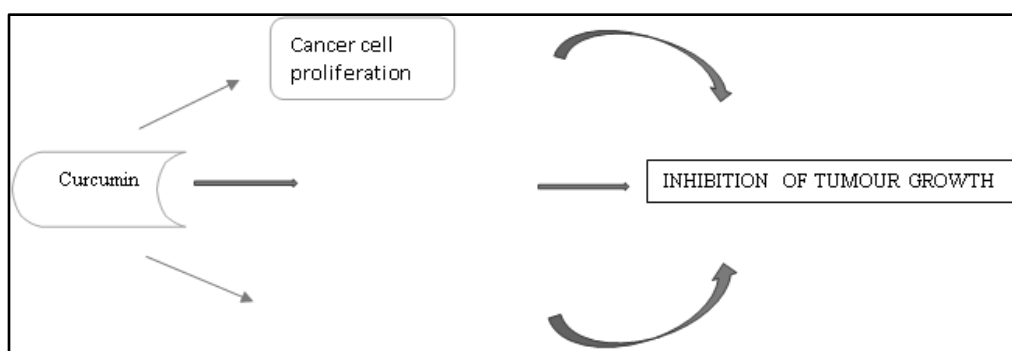 Cancer cell
proliferation
Curcumin
INHIBITION OF TUMOUR GROWTH